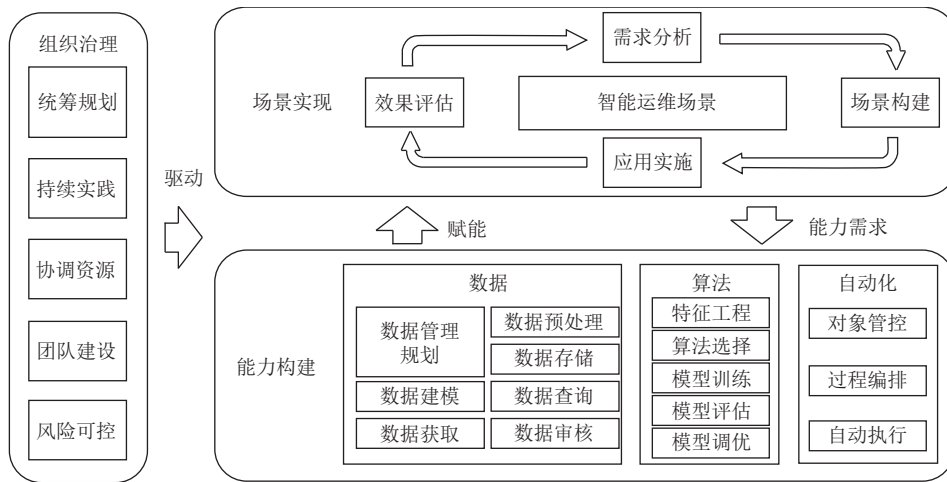 组织治理
统筹规划
持续实践
协调资源
团队建设
风险可控
驱动
场景实现
需求分析
效果评估
智能运维场景
场景构建
应用实施
赋能
能力需求
能力构建
数据
数据管理
规划
数据建模
数据获取
数据预处理
数据存储
数据查询
数据审核
算法
特征工程
算法选择
模型训练
模型评估
模型调优
自动化
对象管控
过程编排
自动执行